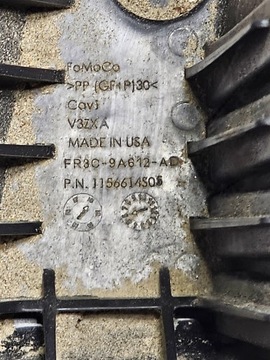 FoMoCo
>PP (GF+P)30<
Cav1
V3ZXA
MADE IN USA
FR3C-9A612-AD
P.N. 1156614S05